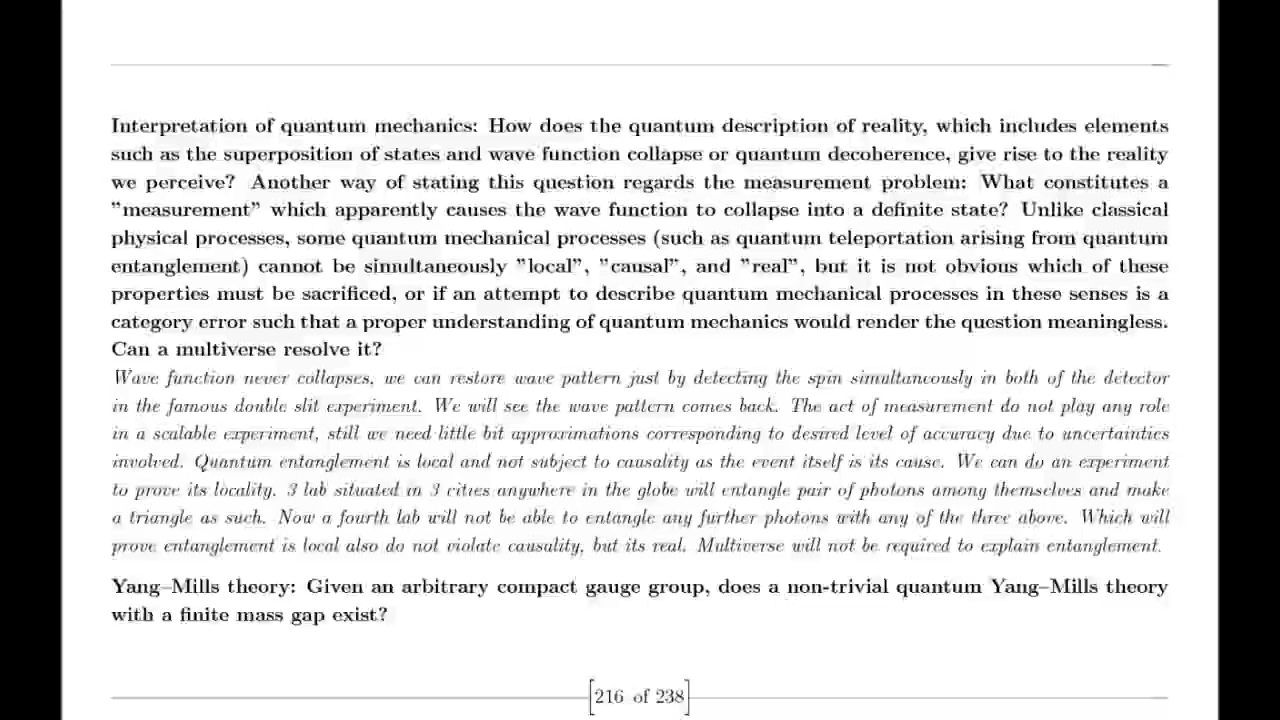 Interpretation of quantum mechanics: How does the quantum description of reality, which includes elements
such as the superposition of states and wave function collapse or quantum decoherence, give rise to the reality
we perceive? Another way of stating this question regards the measurement problem: What constitutes a
”measurement” which apparently causes the wave function to collapse into a definite state? Unlike classical
physical processes, some quantum mechanical processes (such as quantum teleportation arising from quantum
entanglement) cannot be simultaneously ”local”, ”causal”, and ”real”, but it is not obvious which of these
properties must be sacrificed, or if an attempt to describe quantum mechanical processes in these senses is a
category error such that a proper understanding of quantum mechanics would render the question meaningless.
Can a multiverse resolve it?
Wave function never collapses, we can restore wave pattern just by detecting the spin simultaneously in both of the detector
in the famous double slit experiment. We will see the wave pattern comes back. The act of measurement do not play any role
in a scalable experiment, still we need little bit approximations corresponding to desired level of accuracy due to uncertainties
involved. Quantum entanglement is local and not subject to causality as the event itself is its cause. We can do an experiment
to prove its locality. 3 lab situated in 3 cities anywhere in the globe will entangle pair of photons among themselves and make
a triangle as such. Now a fourth lab will not be able to entangle any further photons with any of the three above. Which will
prove entanglement is local also do not violate causality, but its real. Multiverse will not be required to explain entanglement.
Yang–Mills theory: Given an arbitrary compact gauge group, does a non-trivial quantum Yang–Mills theory
with a finite mass gap exist?
216 of 238